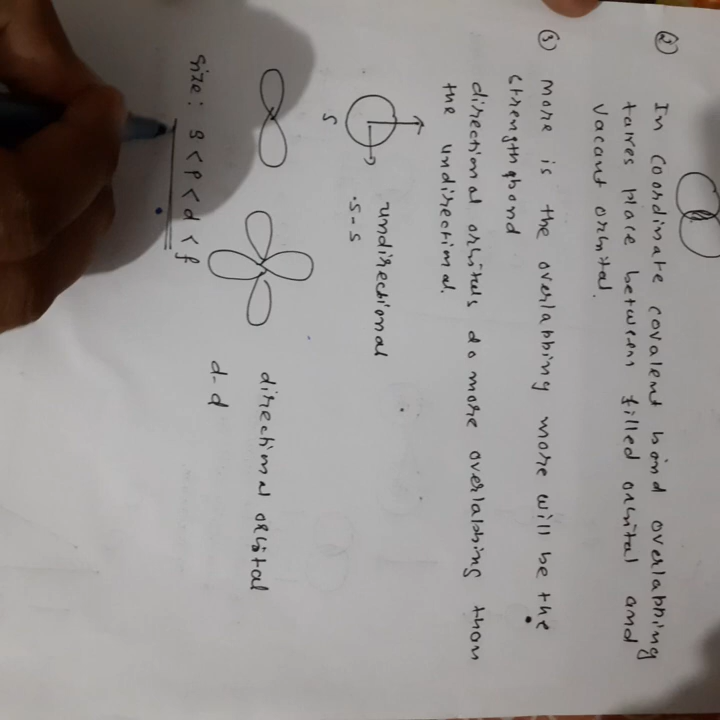 ② In coordinate covalent bond overlapping
takes place between filled orbital and
vacant orbital.
③ More is the overlapping more will be the
strength bond
directional orbitals do more overlapping than
the undirectional.
S
undirectional
s-s
directional orbital
d-d
size: s < p < d < f